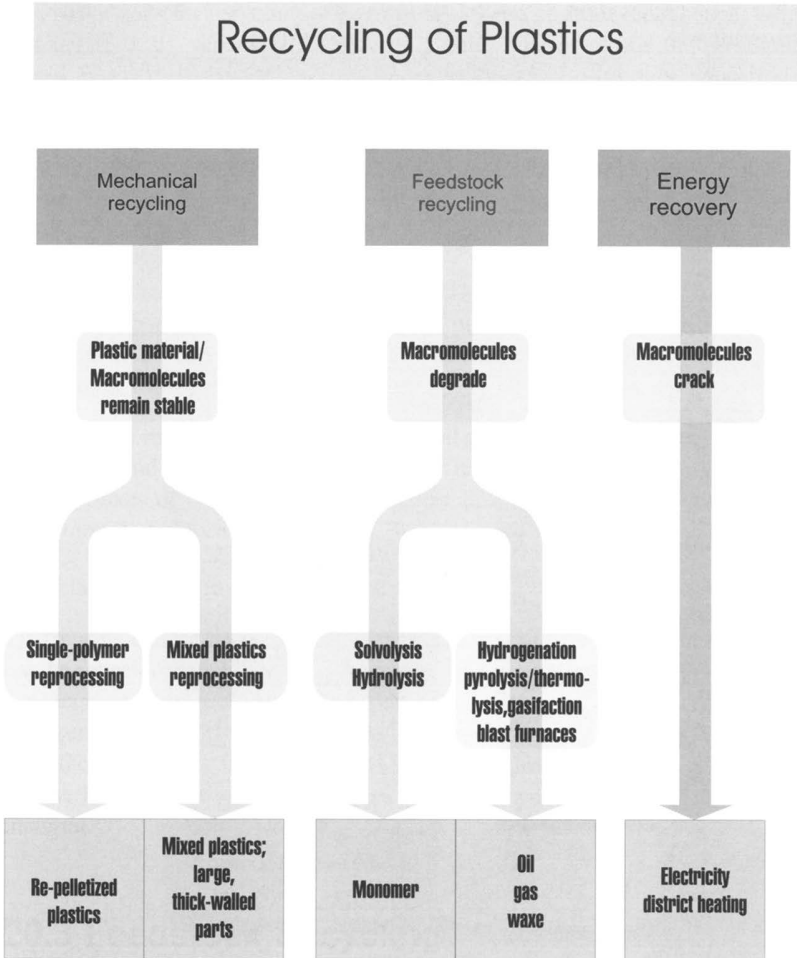 Recycling of Plastics
Mechanical
recycling
Feedstock
recycling
Energy
recovery
Plastic material/
Macromolecules
remain stable
Macromolecules
degrade
Macromolecules
crack
Single-polymer
reprocessing
Mixed plastics
reprocessing
Solvolysis
Hydrolysis
Hydrogenation
pyrolysis/thermo-
lysis,gasifaction
blast furnaces
Re-pelletized
plastics
Mixed plastics;
large,
thick-walled
parts
Monomer
Oil
gas
waxe
Electricity
district heating